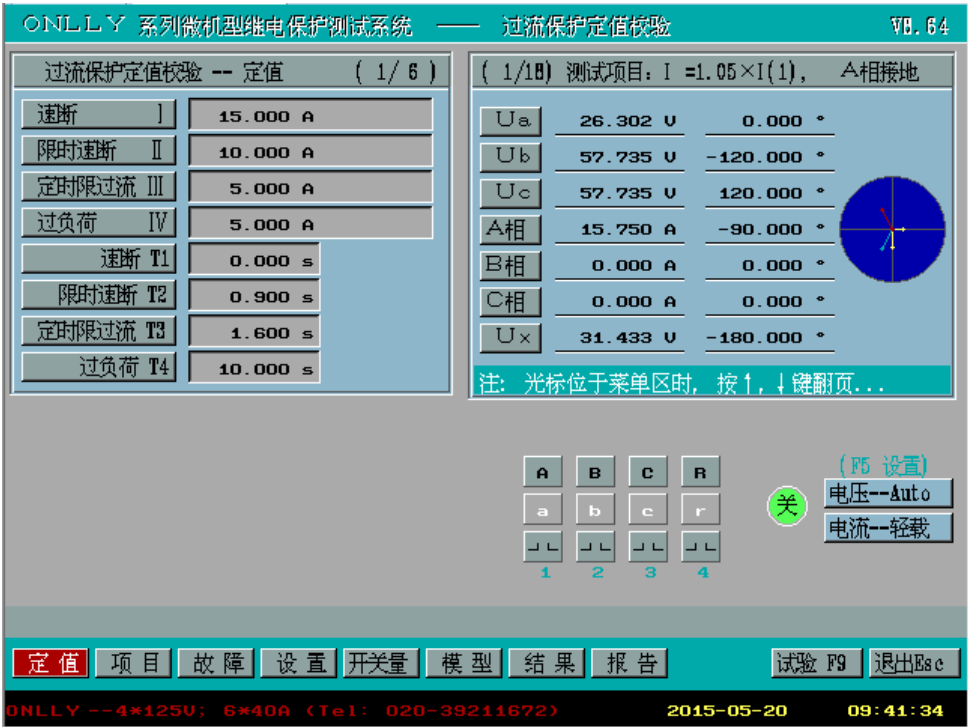 ONLLY 系列微机型继电保护测试系统 —— 过流保护定值校验 V8.64
过流保护定值校验 -- 定值 ( 1/ 6 )
速断 I 15.000 A
限时速断 II 10.000 A
定时限过流 III 5.000 A
过负荷 IV 5.000 A
速断 T1 0.000 s
限时速断 T2 0.900 s
定时限过流 T3 1.600 s
过负荷 T4 10.000 s
( 1/18) 测试项目: I =1.05×I(1), A相接地
Ua 26.302 V 0.000 °
Ub 57.735 V -120.000 °
Uc 57.735 V 120.000 °
A相 15.750 A -90.000 °
B相 0.000 A 0.000 °
C相 0.000 A 0.000 °
Ux 31.433 V -180.000 °
注: 光标位于菜单区时, 按↑,↓键翻页...
A B C R
a b c r
1 2 3 4
关
(F5 设置)
电压--Auto
电流--轻载
定 值 项 目 故 障 设 置 开关量 模 型 结 果 报 告 试验 F9 退出Esc
ONLLY --4*125V; 6*40A (Tel: 020-39211672) 2015-05-20 09:41:34